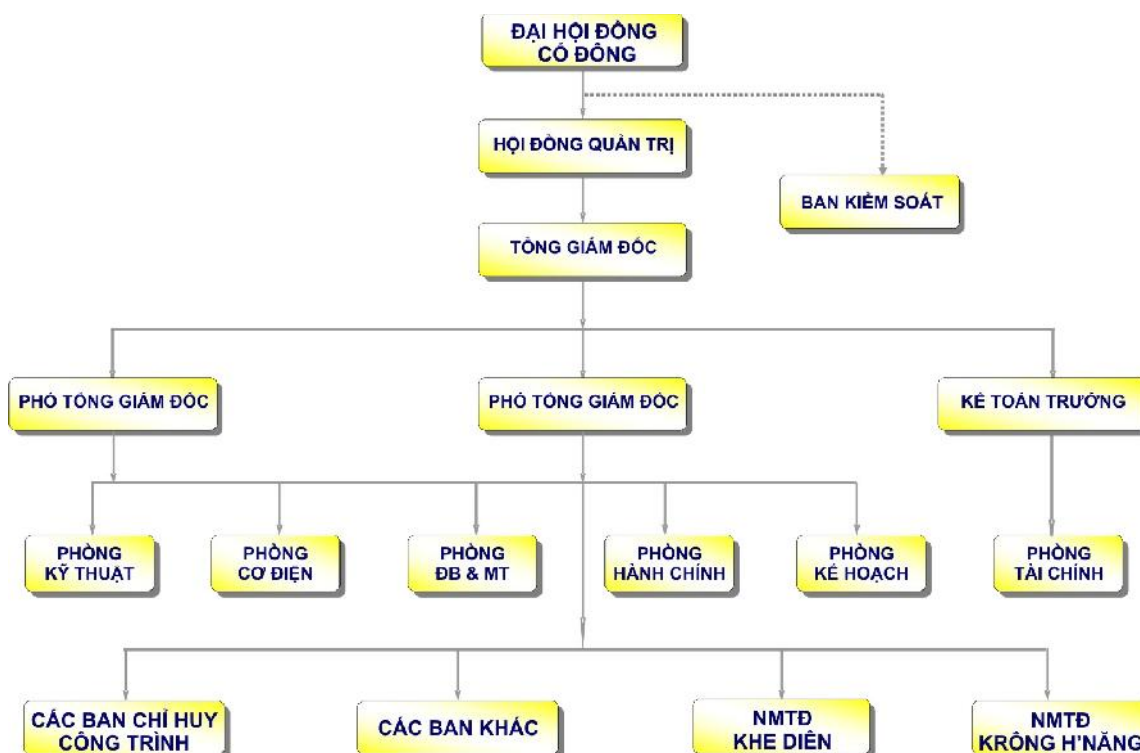 ĐẠI HỘI ĐỒNG
CỔ ĐÔNG
HỘI ĐỒNG QUẢN TRỊ
BAN KIỂM SOÁT
TỔNG GIÁM ĐỐC
PHÓ TỔNG GIÁM ĐỐC
PHÓ TỔNG GIÁM ĐỐC
KẾ TOÁN TRƯỞNG
PHÒNG
KỸ THUẬT
PHÒNG
CƠ ĐIỆN
PHÒNG
ĐB & MT
PHÒNG
HÀNH CHÍNH
PHÒNG
KẾ HOẠCH
PHÒNG
TÀI CHÍNH
CÁC BAN CHỈ HUY
CÔNG TRÌNH
CÁC BAN KHÁC
NMTĐ
KHE DIÊN
NMTĐ
KRÔNG H'NĂNG